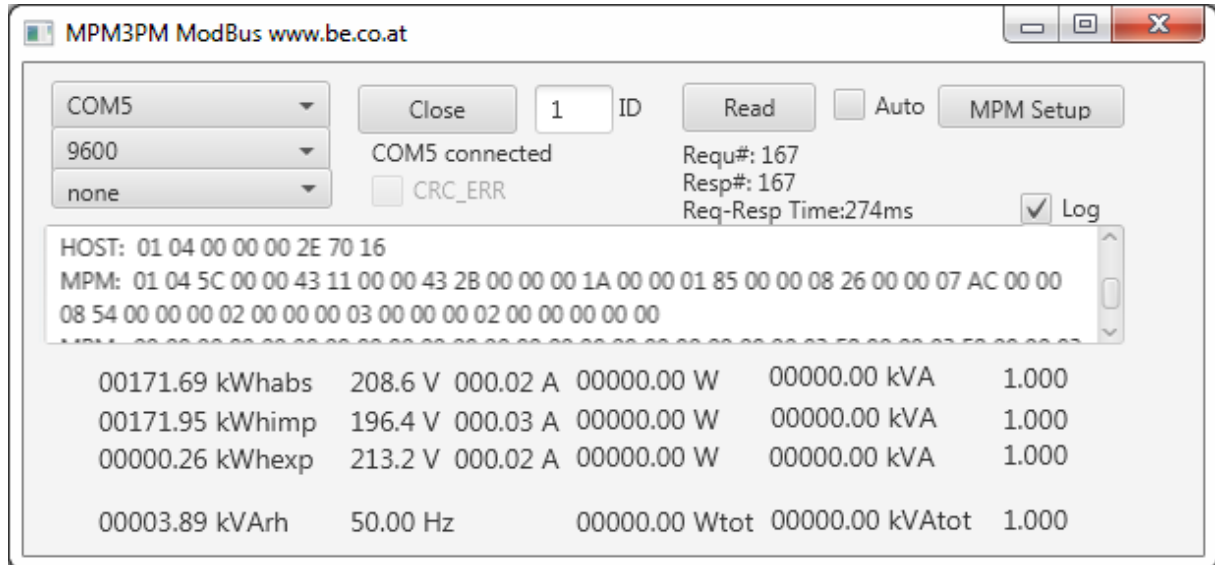 MPM3PM ModBus www.be.co.at
COM5 Close 1 ID Read Auto MPM Setup
9600 COM5 connected Requ#: 167
none CRC_ERR Resp#: 167
Req-Resp Time:274ms Log
HOST: 01 04 00 00 00 2E 70 16
MPM: 01 04 5C 00 00 43 11 00 00 43 2B 00 00 00 1A 00 00 01 85 00 00 08 26 00 00 07 AC 00 00
08 54 00 00 00 02 00 00 00 03 00 00 00 02 00 00 00 00 00
00171.69 kWhabs 208.6 V 000.02 A 00000.00 W 00000.00 kVA 1.000
00171.95 kWhimp 196.4 V 000.03 A 00000.00 W 00000.00 kVA 1.000
00000.26 kWhexp 213.2 V 000.02 A 00000.00 W 00000.00 kVA 1.000
00003.89 kVArh 50.00 Hz 00000.00 Wtot 00000.00 kVAtot 1.000